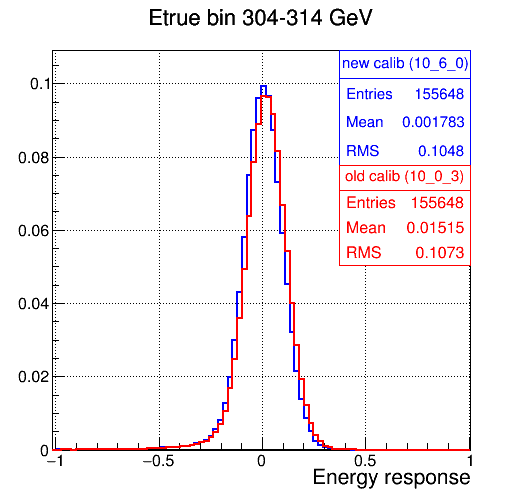 Etrue bin 304-314 GeV
new calib (10_6_0)
Entries 155648
Mean 0.001783
RMS 0.1048
old calib (10_0_3)
Entries 155648
Mean 0.01515
RMS 0.1073
0.1
0.08
0.06
0.04
0.02
0
−1 −0.5 0 0.5 1
Energy response